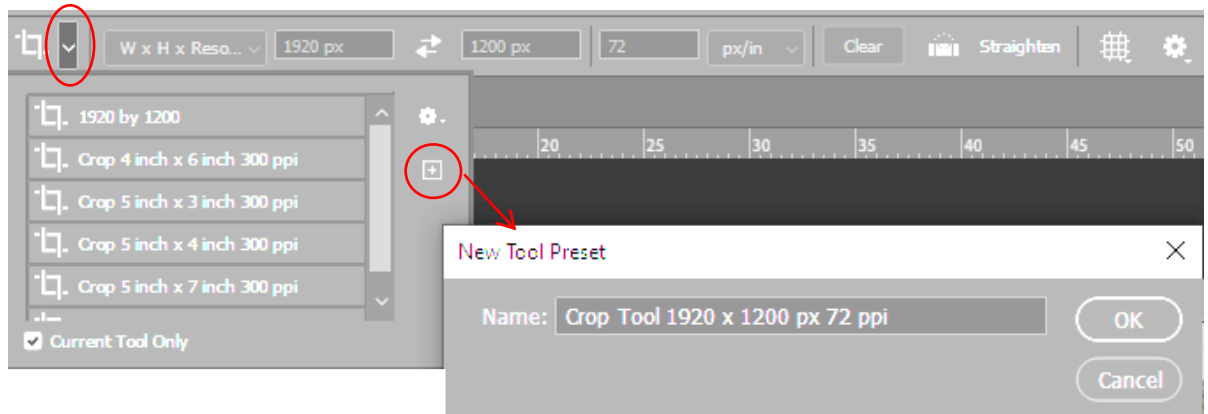 W x H x Reso... 1920 px 1200 px 72 px/in Clear Straighten
1920 by 1200
Crop 4 inch x 6 inch 300 ppi
Crop 5 inch x 3 inch 300 ppi
Crop 5 inch x 4 inch 300 ppi
Crop 5 inch x 7 inch 300 ppi
Current Tool Only
20 25 30 35 40 45 50
New Tool Preset
Name: Crop Tool 1920 x 1200 px 72 ppi
OK
Cancel